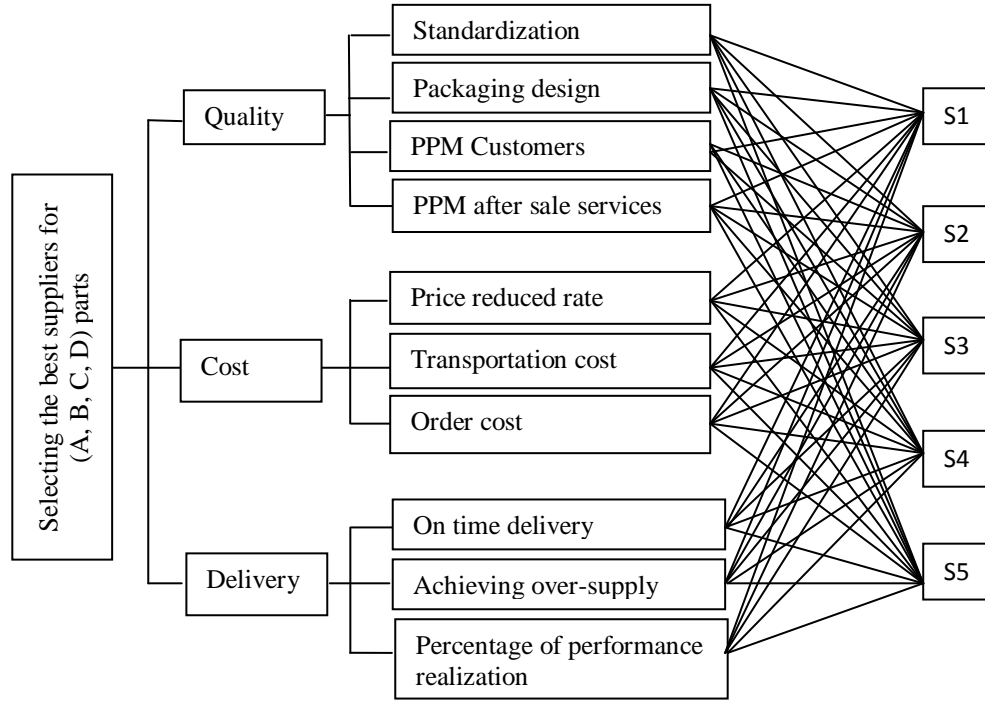 Selecting the best suppliers for
(A, B, C, D) parts
Quality
Cost
Delivery
Standardization
Packaging design
PPM Customers
PPM after sale services
Price reduced rate
Transportation cost
Order cost
On time delivery
Achieving over-supply
Percentage of performance
realization
S1
S2
S3
S4
S5